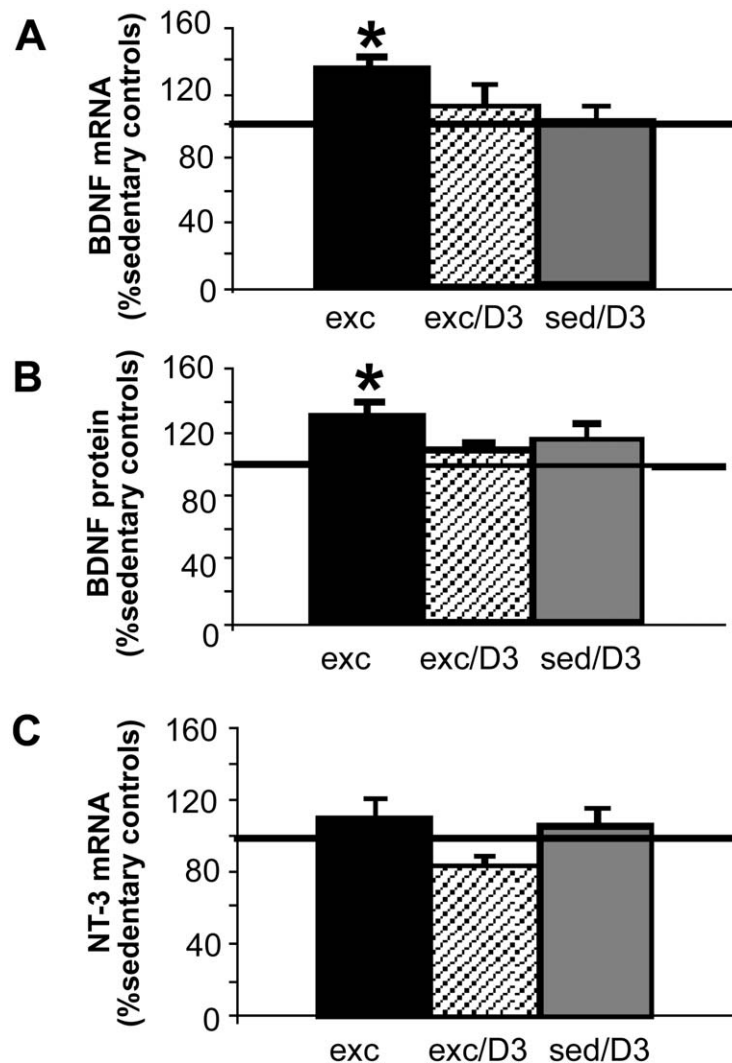 A
BDNF mRNA
(%sedentary controls)
160
120
80
40
0
*
exc
exc/D3
sed/D3
B
BDNF protein
(%sedentary controls)
160
120
80
40
0
*
exc
exc/D3
sed/D3
C
NT-3 mRNA
(%sedentary controls)
160
120
80
40
0
exc
exc/D3
sed/D3